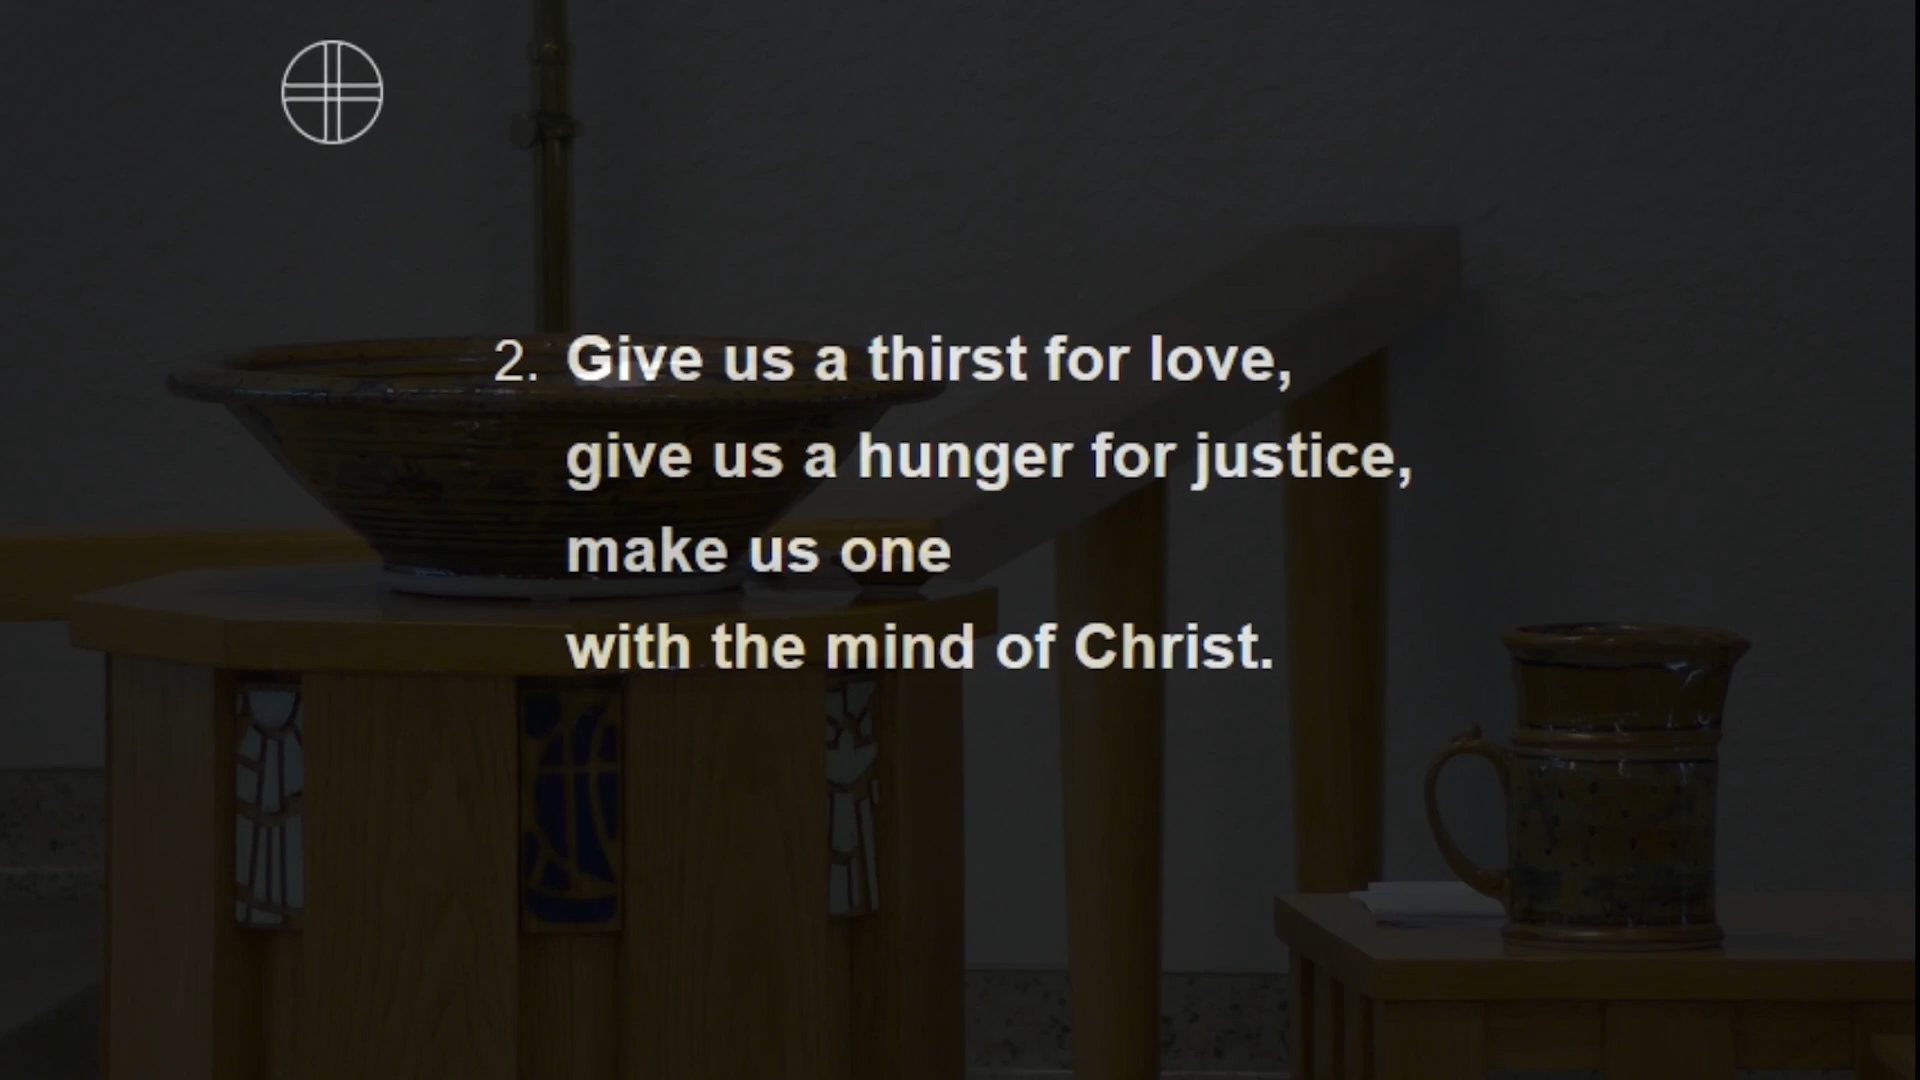 2. Give us a thirst for love,
give us a hunger for justice,
make us one
with the mind of Christ.